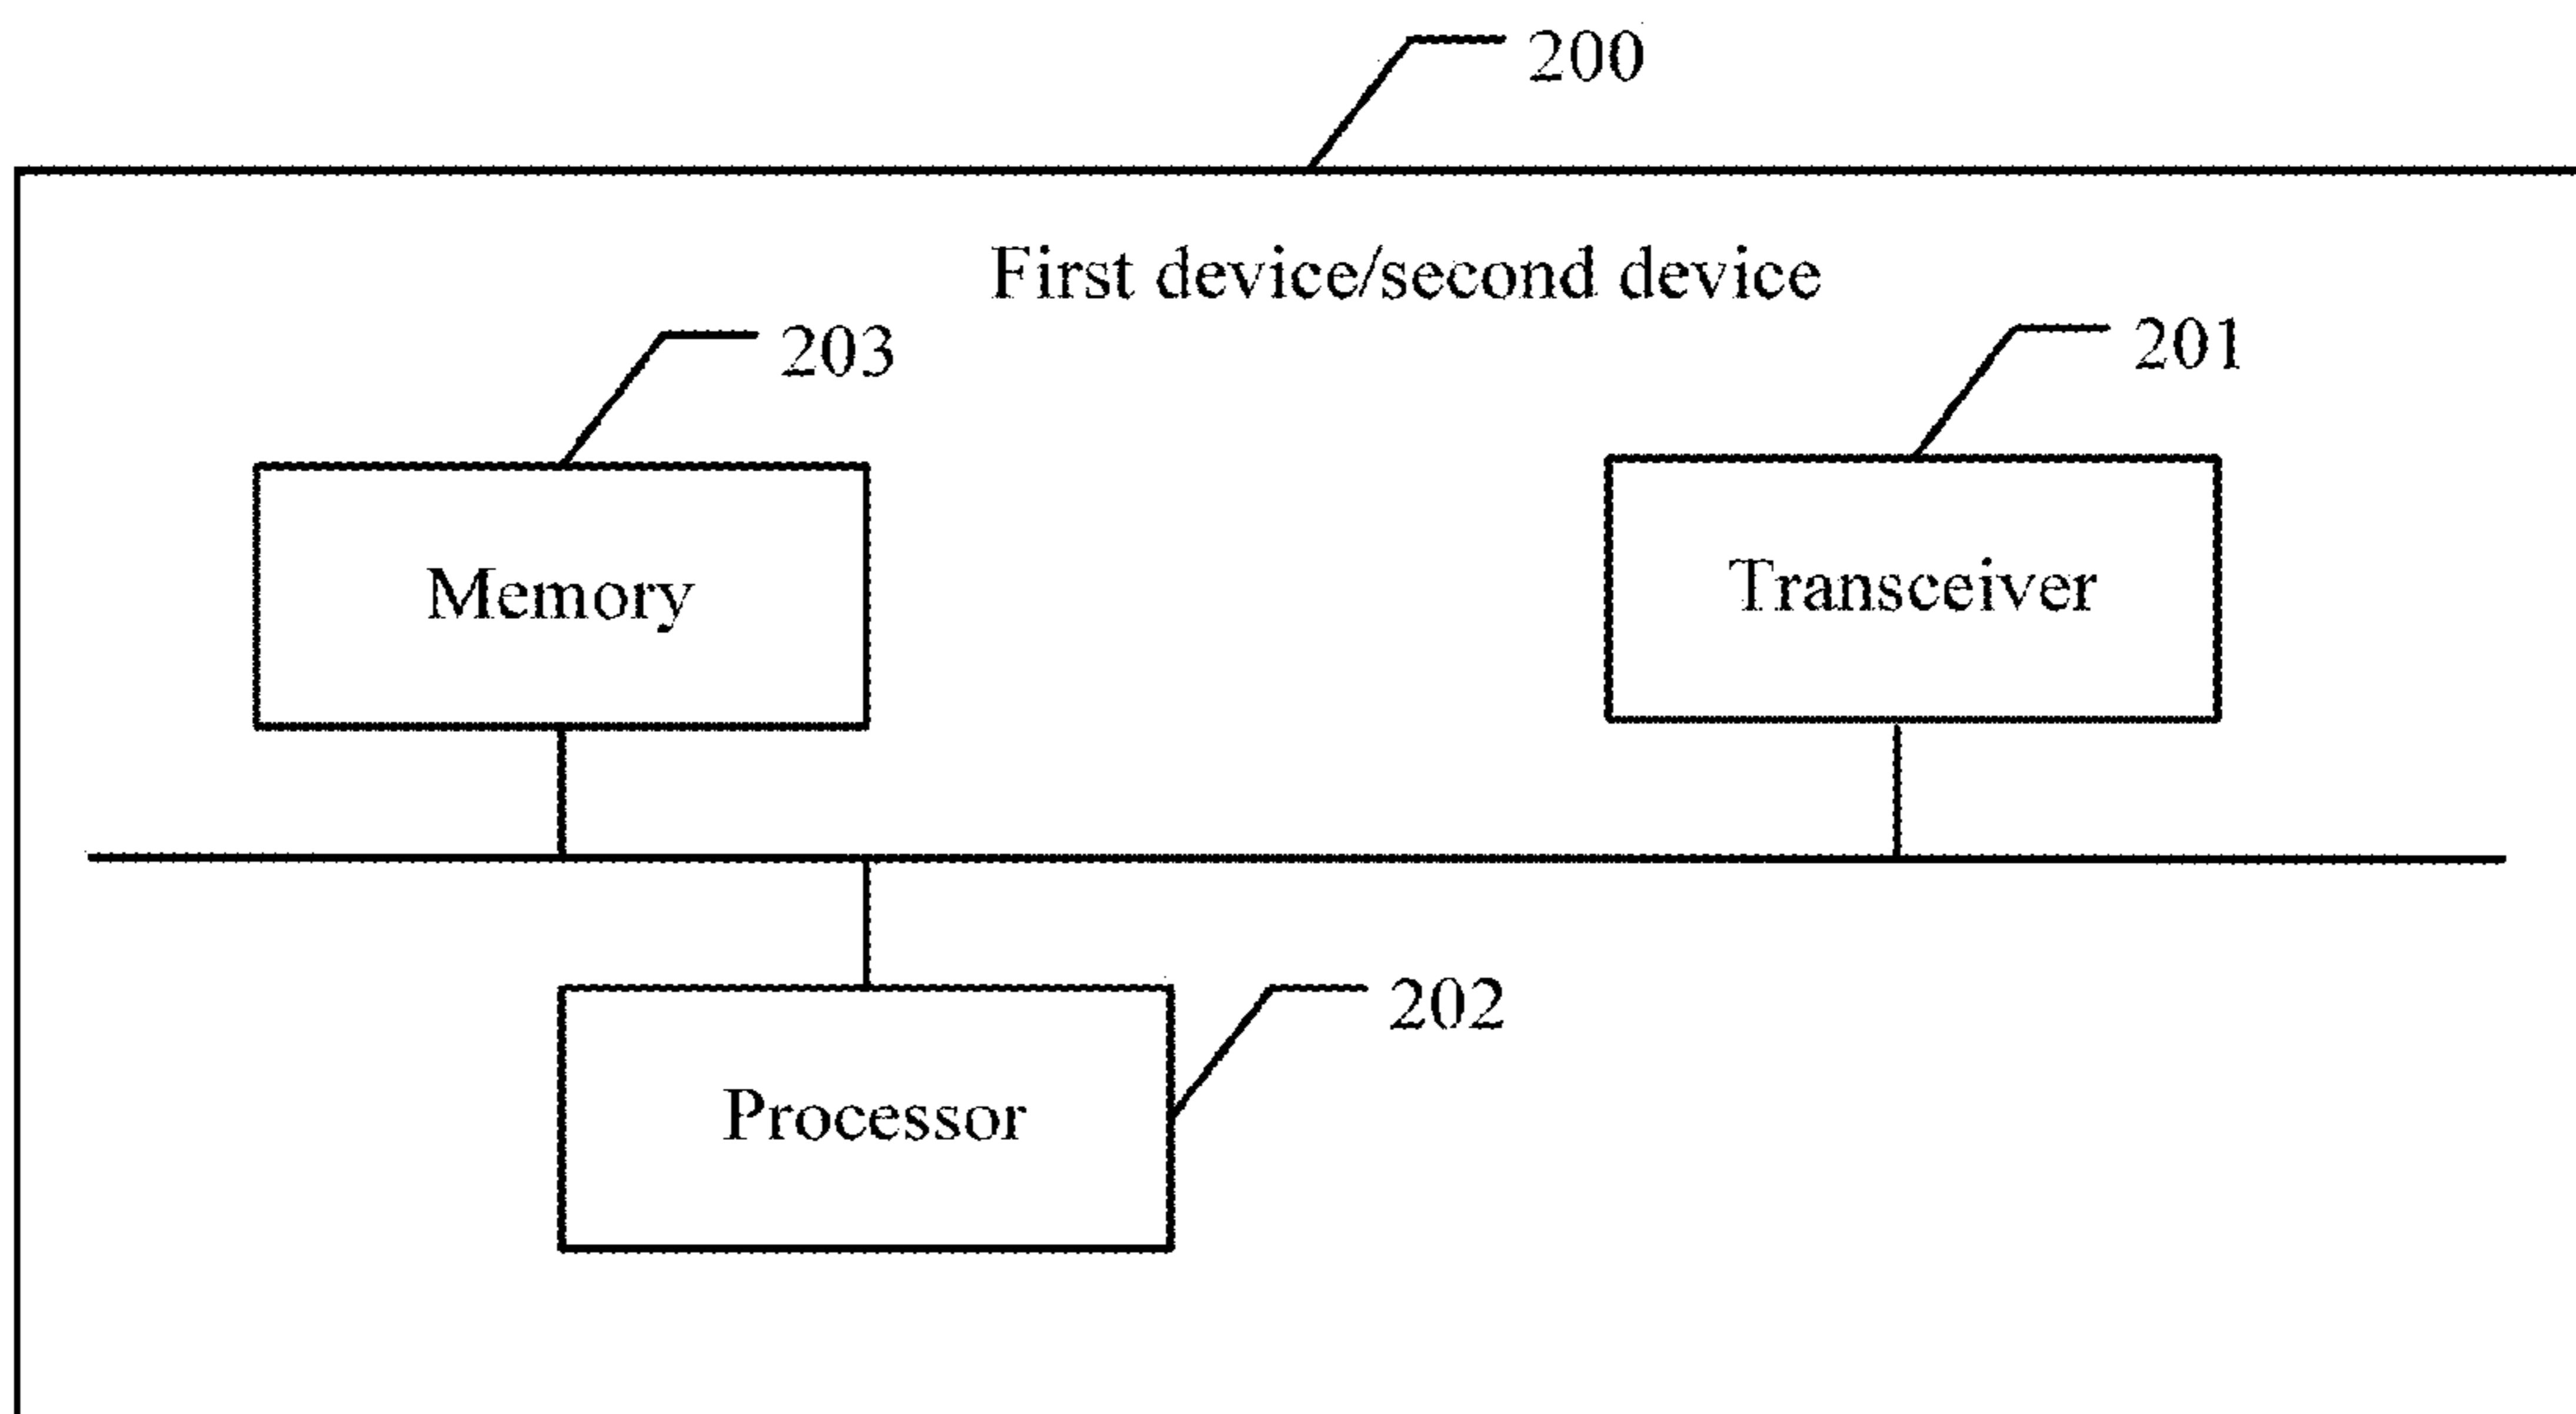 200
First device/second device
203
201
Memory
Transceiver
202
Processor